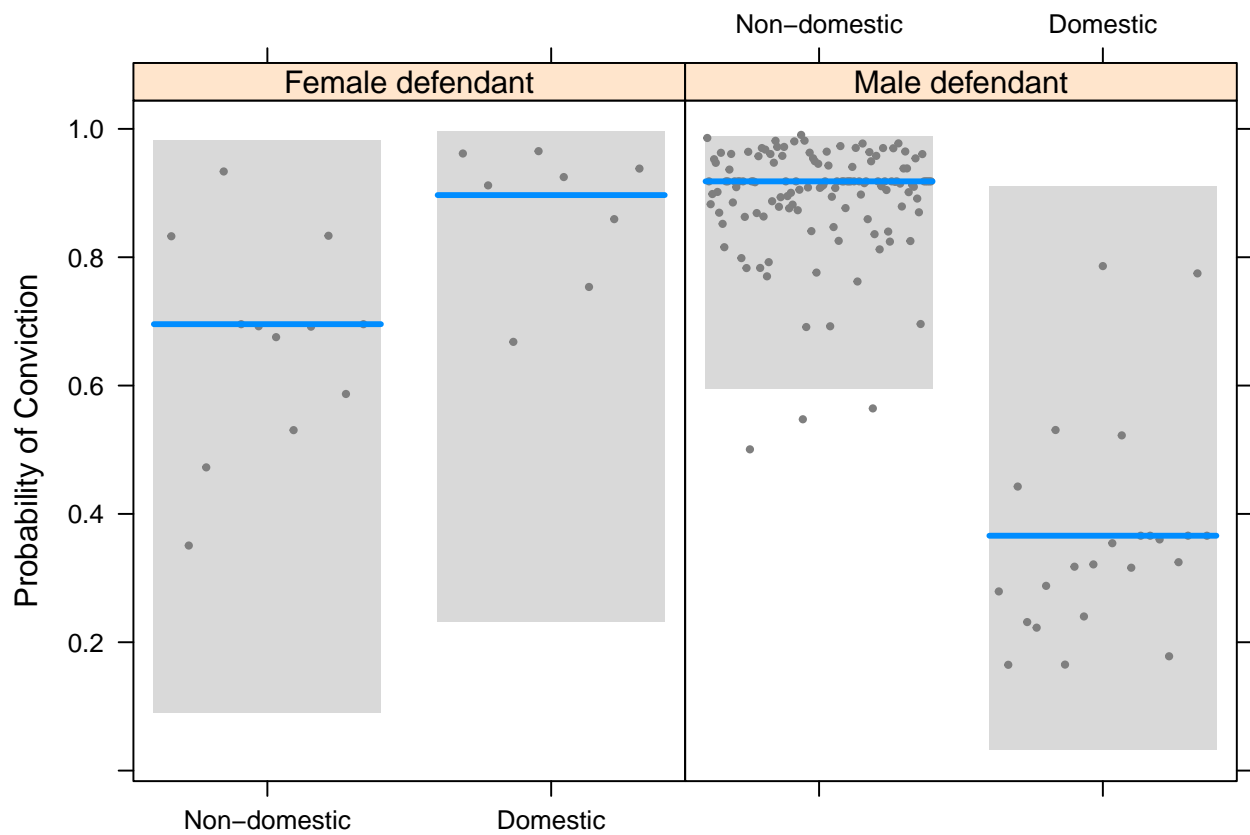 Non−domestic Domestic
Female defendant Male defendant
1.0
0.8
0.6
0.4
0.2
Probability of Conviction
Non−domestic Domestic